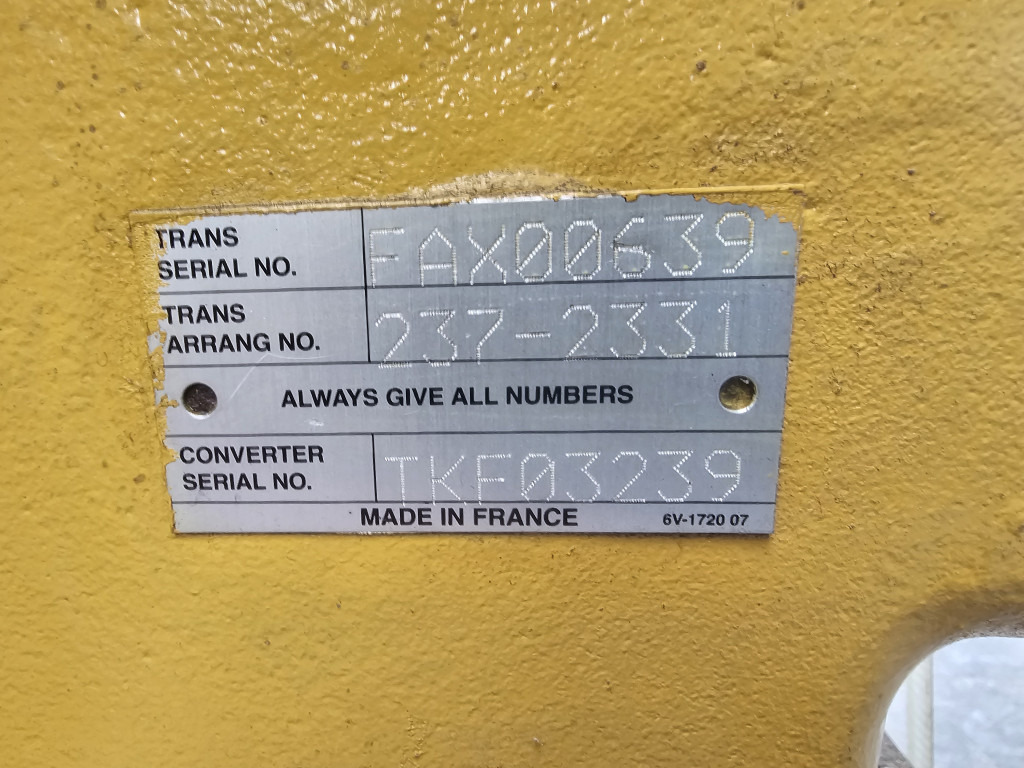 TRANS
SERIAL NO. FAX00639
TRANS
ARRANG NO. 237-2331
ALWAYS GIVE ALL NUMBERS
CONVERTER
SERIAL NO. TKF03239
MADE IN FRANCE 6V-1720 07